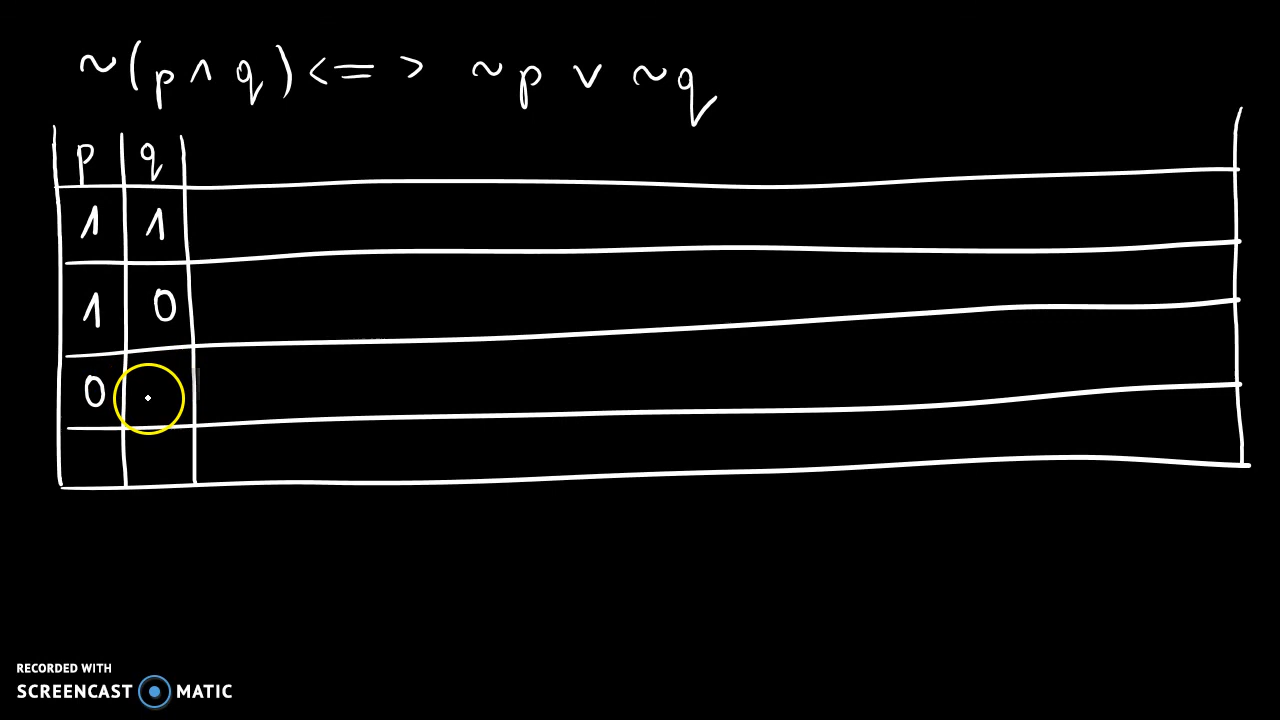 ~(p ∧ q) <=> ~p ∨ ~q
p q
1 1
1 0
0
RECORDED WITH
SCREENCAST MATIC